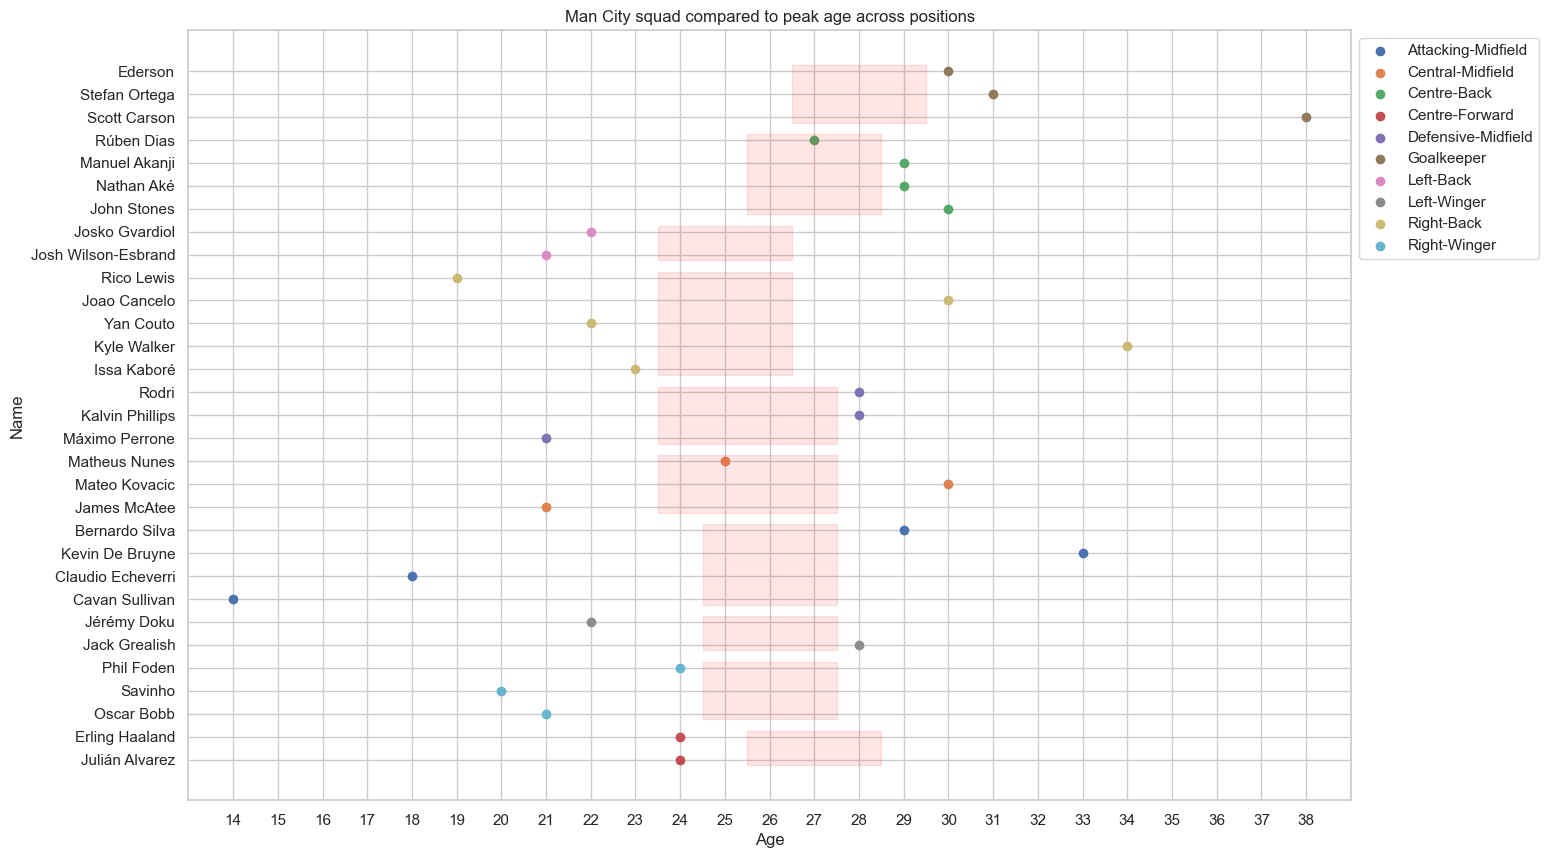 Man City squad compared to peak age across positions
Ederson
Stefan Ortega
Scott Carson
Rúben Dias
Manuel Akanji
Nathan Aké
John Stones
Josko Gvardiol
Josh Wilson-Esbrand
Rico Lewis
Joao Cancelo
Yan Couto
Kyle Walker
Issa Kaboré
Rodri
Kalvin Phillips
Máximo Perrone
Matheus Nunes
Mateo Kovacic
James McAtee
Bernardo Silva
Kevin De Bruyne
Claudio Echeverri
Cavan Sullivan
Jérémy Doku
Jack Grealish
Phil Foden
Savinho
Oscar Bobb
Erling Haaland
Julián Alvarez
Name
14 15 16 17 18 19 20 21 22 23 24 25 26 27 28 29 30 31 32 33 34 35 36 37 38
Age
Attacking-Midfield
Central-Midfield
Centre-Back
Centre-Forward
Defensive-Midfield
Goalkeeper
Left-Back
Left-Winger
Right-Back
Right-Winger